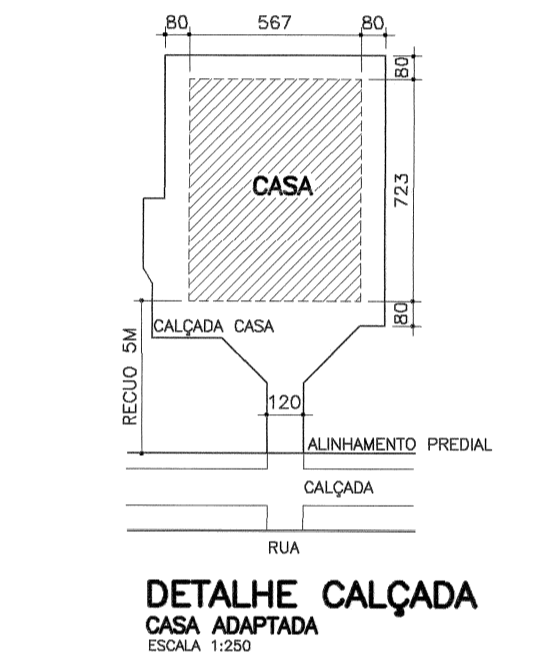 80 567 80
80
CASA
723
80
CALÇADA CASA
RECUO 5M
120
ALINHAMENTO PREDIAL
CALÇADA
RUA
DETALHE CALÇADA
CASA ADAPTADA
ESCALA 1:250